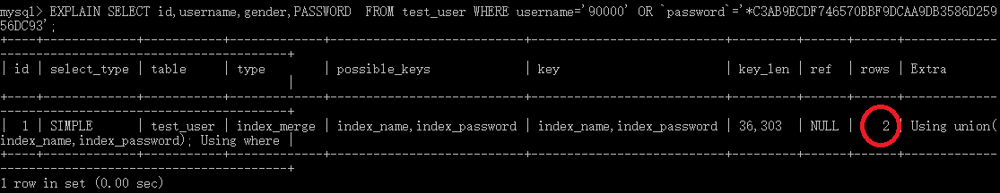 mysql> EXPLAIN SELECT id,username,gender,PASSWORD  FROM test_user WHERE username='90000' OR `password`='*C3AB9ECDF746570BBF9DCAA9DB3586D259
56DC93';
+----+-------------+-----------+-------------+---------------------------+---------------------------+---------+------+------+-------------
---------------------------------------+
| id | select_type | table     | type        | possible_keys             | key                       | key_len | ref  | rows | Extra
                                       |
+----+-------------+-----------+-------------+---------------------------+---------------------------+---------+------+------+-------------
---------------------------------------+
|  1 | SIMPLE      | test_user | index_merge | index_name,index_password | index_name,index_password | 36,303  | NULL |    2 | Using union(
index_name,index_password); Using where |
+----+-------------+-----------+-------------+---------------------------+---------------------------+---------+------+------+-------------
---------------------------------------+
1 row in set (0.00 sec)